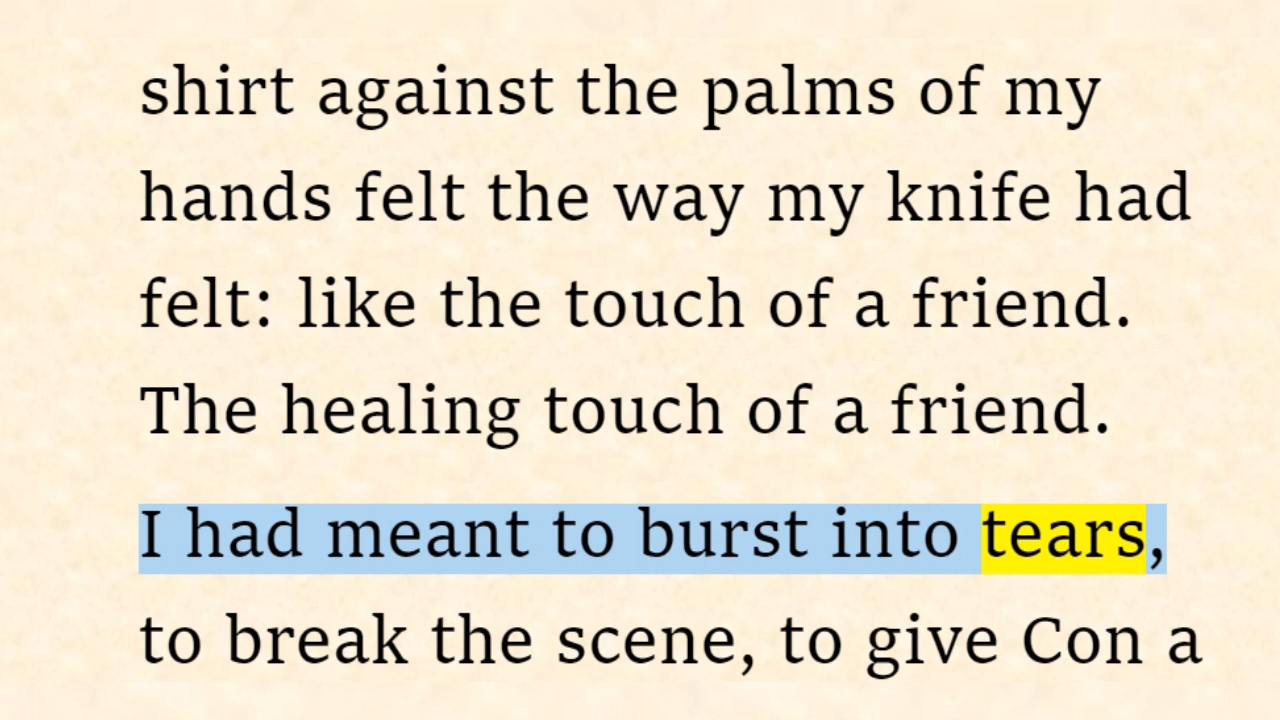 shirt against the palms of my
hands felt the way my knife had
felt: like the touch of a friend.
The healing touch of a friend.
I had meant to burst into tears,
to break the scene, to give Con a